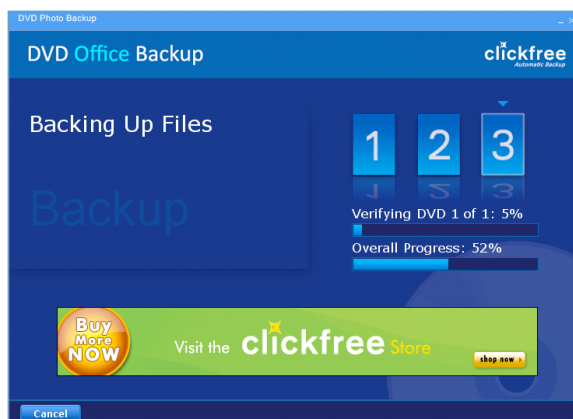 DVD Photo Backup
DVD Office Backup
clickfree
Automatic Backup
Backing Up Files
Backup
1 2 3
Verifying DVD 1 of 1: 5%
Overall Progress: 52%
Buy
More
NOW
Visit the clickfree Store
shop now
Cancel